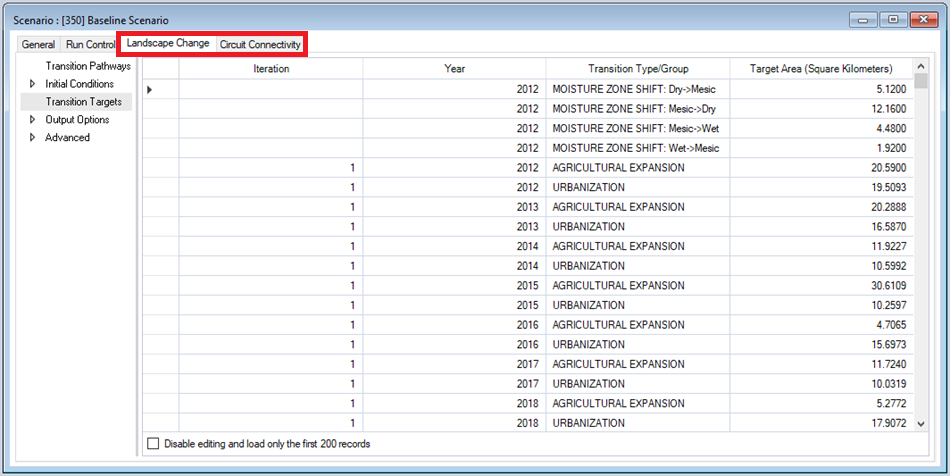 Scenario : [350] Baseline Scenario
General Run Control Landscape Change Circuit Connectivity
Transition Pathways
Initial Conditions
Transition Targets
Output Options
Advanced
Iteration Year Transition Type/Group Target Area (Square Kilometers)
2012 MOISTURE ZONE SHIFT: Dry->Mesic 5.1200
2012 MOISTURE ZONE SHIFT: Mesic->Dry 12.1600
2012 MOISTURE ZONE SHIFT: Mesic->Wet 4.4800
2012 MOISTURE ZONE SHIFT: Wet->Mesic 1.9200
1 2012 AGRICULTURAL EXPANSION 20.5900
1 2012 URBANIZATION 19.5093
1 2013 AGRICULTURAL EXPANSION 20.2888
1 2013 URBANIZATION 16.5870
1 2014 AGRICULTURAL EXPANSION 11.9227
1 2014 URBANIZATION 10.5992
1 2015 AGRICULTURAL EXPANSION 30.6109
1 2015 URBANIZATION 10.2597
1 2016 AGRICULTURAL EXPANSION 4.7065
1 2016 URBANIZATION 15.6973
1 2017 AGRICULTURAL EXPANSION 11.7240
1 2017 URBANIZATION 10.0319
1 2018 AGRICULTURAL EXPANSION 5.2772
1 2018 URBANIZATION 17.9072
Disable editing and load only the first 200 records